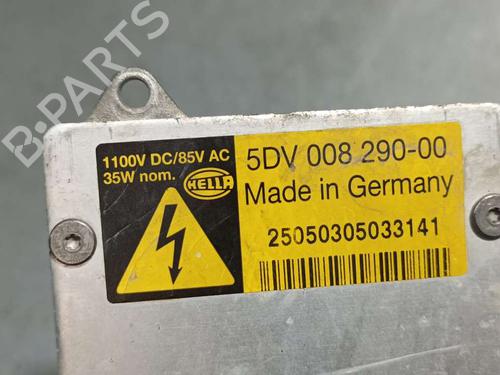 B-PARTS
1100V DC/85V AC
35W nom.
HELLA
5DV 008 290-00
Made in Germany
25050305033141